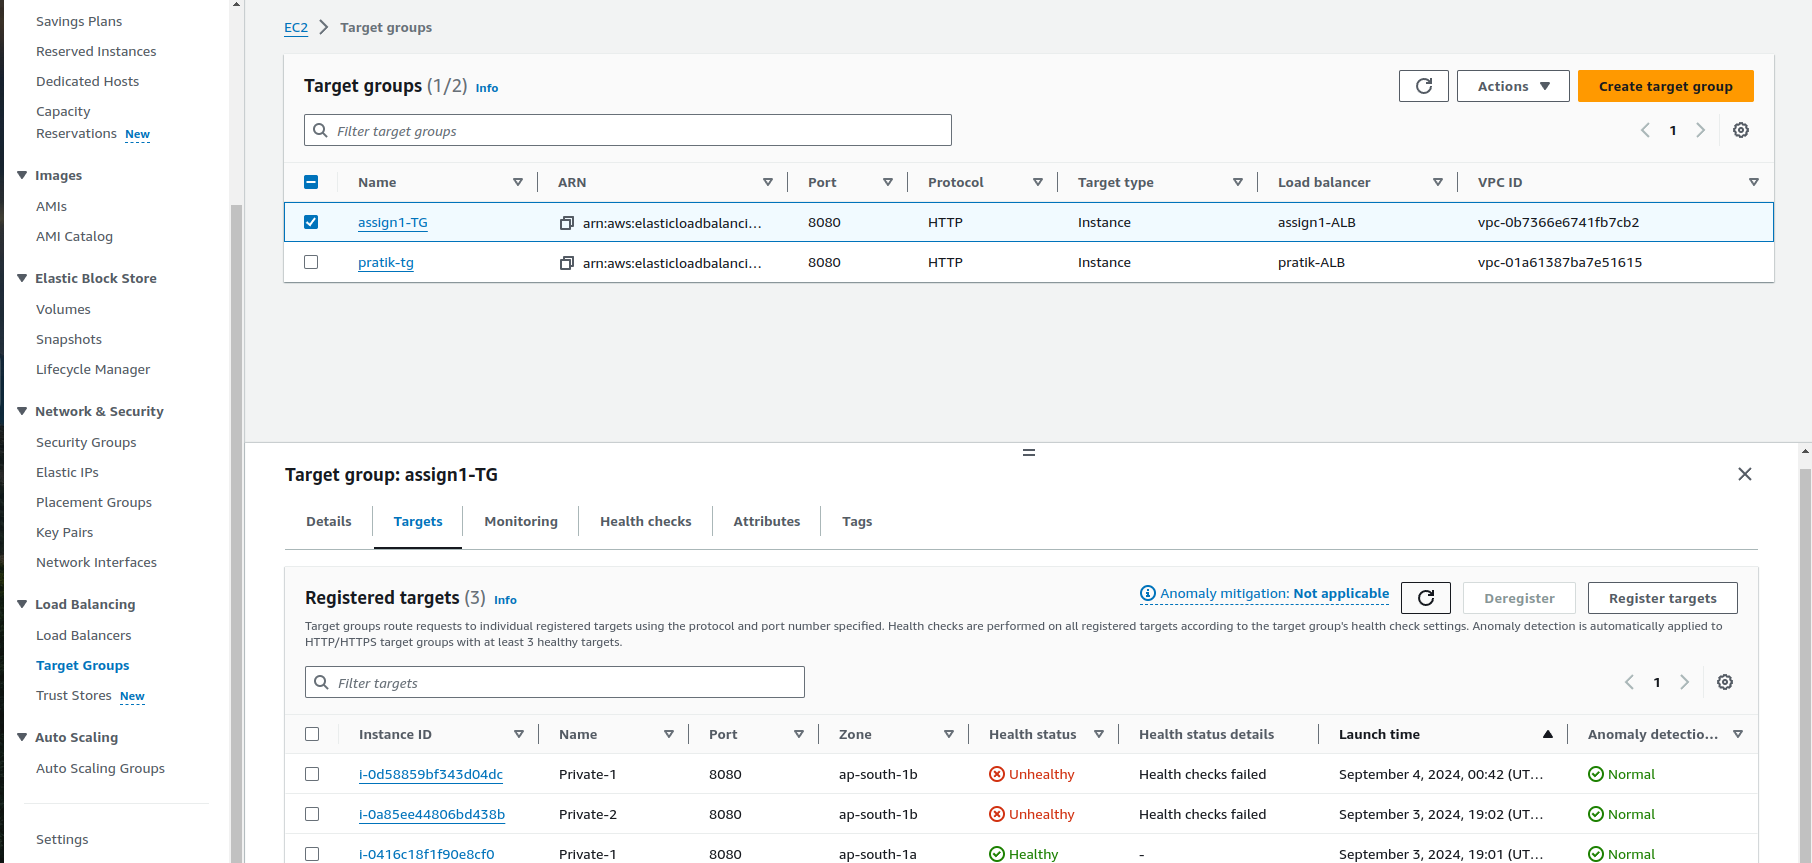 Savings Plans
Reserved Instances
Dedicated Hosts
Capacity
Reservations New
Images
AMIs
AMI Catalog
Elastic Block Store
Volumes
Snapshots
Lifecycle Manager
Network & Security
Security Groups
Elastic IPs
Placement Groups
Key Pairs
Network Interfaces
Load Balancing
Load Balancers
Target Groups
Trust Stores New
Auto Scaling
Auto Scaling Groups
Settings
EC2 Target groups
Target groups (1/2) Info
Actions
Create target group
Filter target groups
1
Name ARN Port Protocol Target type Load balancer VPC ID
assign1-TG arn:aws:elasticloadbalanci... 8080 HTTP Instance assign1-ALB vpc-0b7366e6741fb7cb2
pratik-tg arn:aws:elasticloadbalanci... 8080 HTTP Instance pratik-ALB vpc-01a61387ba7e51615
Target group: assign1-TG
Details Targets Monitoring Health checks Attributes Tags
Registered targets (3) Info
Anomaly mitigation: Not applicable
Deregister
Register targets
Target groups route requests to individual registered targets using the protocol and port number specified. Health checks are performed on all registered targets according to the target group's health check settings. Anomaly detection is automatically applied to
HTTP/HTTPS target groups with at least 3 healthy targets.
Filter targets
1
Instance ID Name Port Zone Health status Health status details Launch time Anomaly detectio...
i-0d58859bf343d04dc Private-1 8080 ap-south-1b Unhealthy Health checks failed September 4, 2024, 00:42 (UT... Normal
i-0a85ee44806bd438b Private-2 8080 ap-south-1b Unhealthy Health checks failed September 3, 2024, 19:02 (UT... Normal
i-0416c18f1f90e8cf0 Private-1 8080 ap-south-1a Healthy - September 3, 2024, 19:01 (UT... Normal